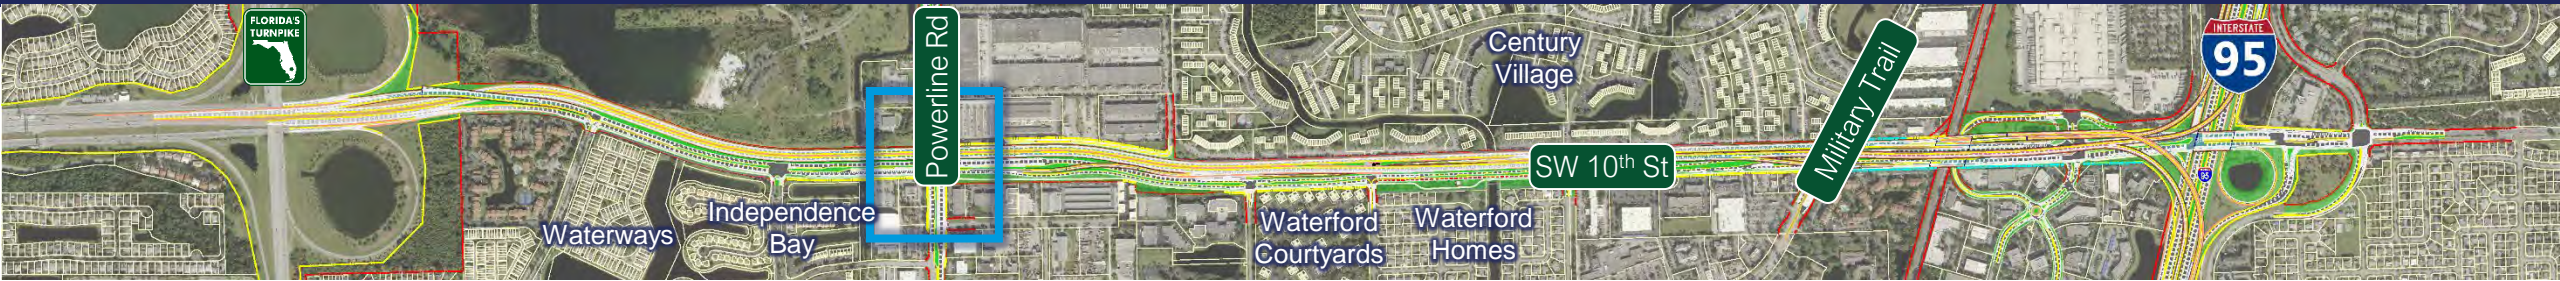 FLORIDA'S
TURNPIKE
Powerline Rd
Century
Village
Military Trail
INTERSTATE
95
SW 10th St
95
Independence
Bay
Waterways
Waterford
Courtyards
Waterford
Homes